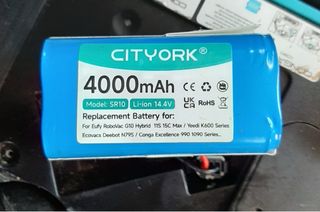 CITYORK®
4000mAh
CE
Model: SR10 Li-ion 14.4V
UK CA RoHS
Replacement Battery for:
For Eufy RoboVac G10 Hybrid 11S 15C Max / Yeedi K600 Series
Ecovacs Deebot N79S / Conga Excellence 990 1090 Series...